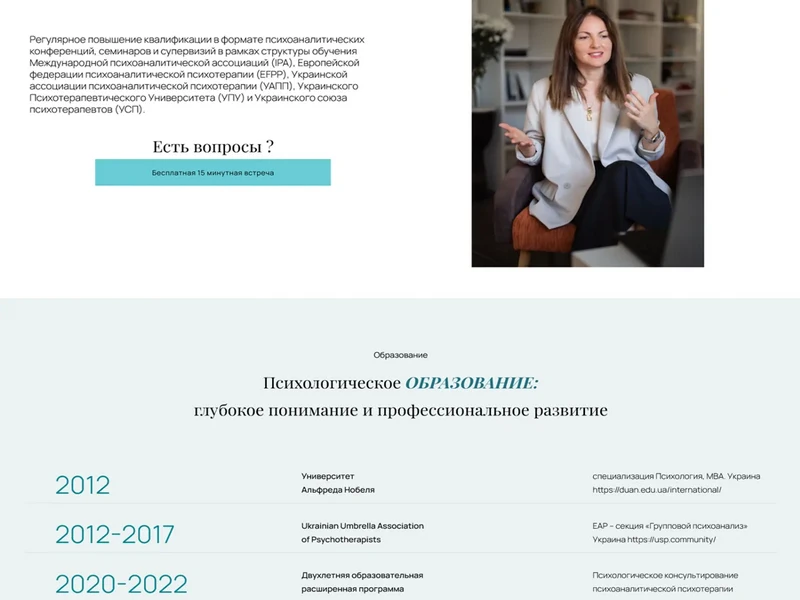 Регулярное повышение квалификации в формате психоаналитических
конференций, семинаров и супервизий в рамках структуры обучения
Международной психоаналитической ассоциаций (IPA), Европейской
федерации психоаналитической психотерапии (EFPP), Украинской
ассоциации психоаналитической психотерапии (УАПП), Украинского
Психотерапевтического Университета (УПУ) и Украинского союза
психотерапевтов (УСП).
Есть вопросы ?
Бесплатная 15 минутная встреча
Образование
Психологическое ОБРАЗОВАНИЕ:
глубокое понимание и профессиональное развитие
2012
Университет
Альфреда Нобеля
специализация Психология, МВА. Украина
https://duan.edu.ua/international/
2012-2017
Ukrainian Umbrella Association
of Psychotherapists
EAP – секция «Групповой психоанализ»
Украина https://usp.community/
2020-2022
Двухлетняя образовательная
расширенная программа
Психологическое консультирование
психоаналитической психотерапии